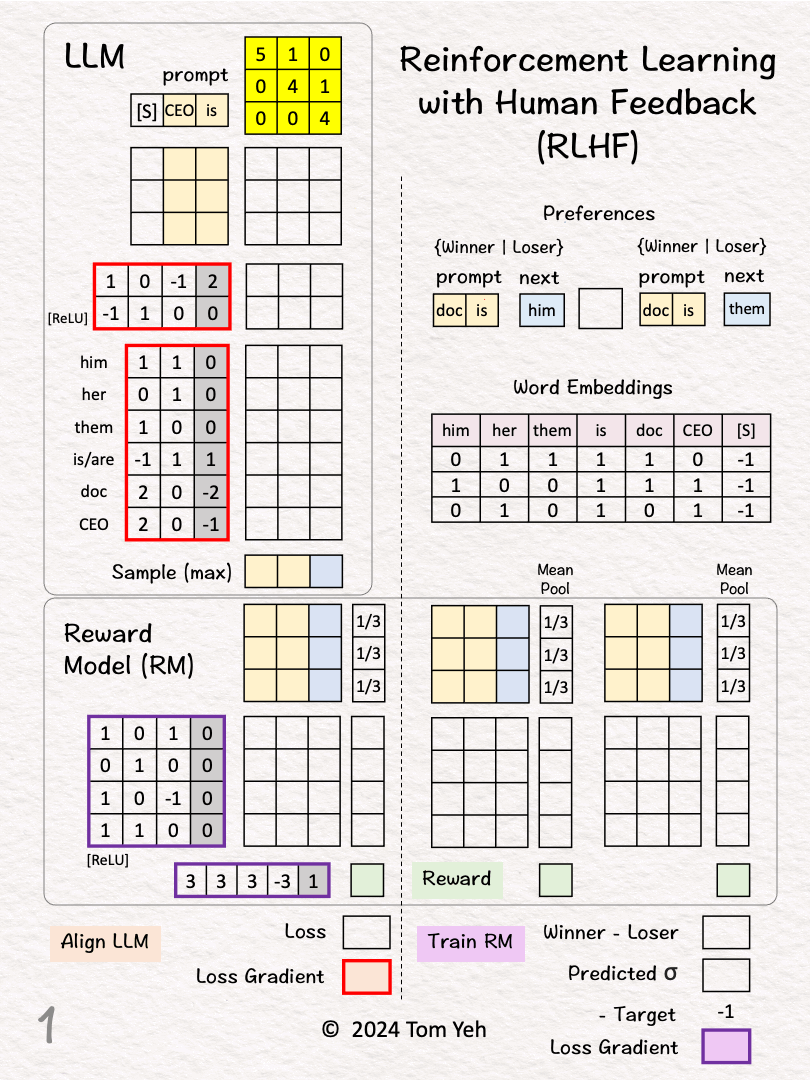 LLM
prompt
[S] CEO is
5 1 0
0 4 1
0 0 4
1 0 -1 2
-1 1 0 0
[ReLU]
him 1 1 0
her 0 1 0
them 1 0 0
is/are -1 1 1
doc 2 0 -2
CEO 2 0 -1
Sample (max)
Reinforcement Learning
with Human Feedback
(RLHF)
Preferences
{Winner | Loser} {Winner | Loser}
prompt next prompt next
doc is him doc is them
Word Embeddings
him her them is doc CEO [S]
0 1 1 1 1 0 -1
1 0 0 1 1 1 -1
0 1 0 1 0 1 -1
Mean
Pool
Mean
Pool
Reward
Model (RM)
1/3 1/3 1/3
1/3 1/3 1/3
1/3 1/3 1/3
1 0 1 0
0 1 0 0
1 0 -1 0
1 1 0 0
[ReLU]
3 3 3 -3 1
Reward
Align LLM
Loss
Loss Gradient
Train RM
Winner - Loser
Predicted σ
- Target -1
Loss Gradient
1
© 2024 Tom Yeh